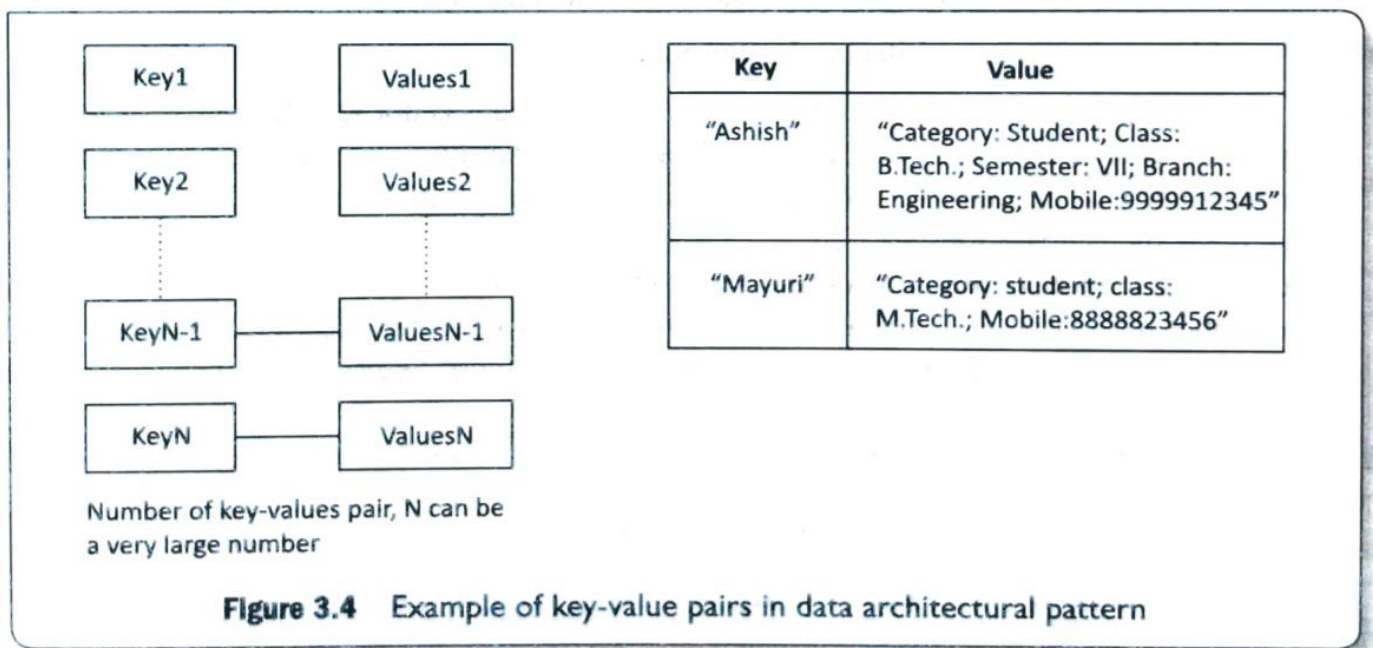 Key1 Values1
Key2 Values2
KeyN-1 ValuesN-1
KeyN ValuesN
Number of key-values pair, N can be
a very large number
Key Value
“Ashish” “Category: Student; Class:
B.Tech.; Semester: VII; Branch:
Engineering; Mobile:9999912345”
“Mayuri” “Category: student; class:
M.Tech.; Mobile:8888823456”
Figure 3.4 Example of key-value pairs in data architectural pattern